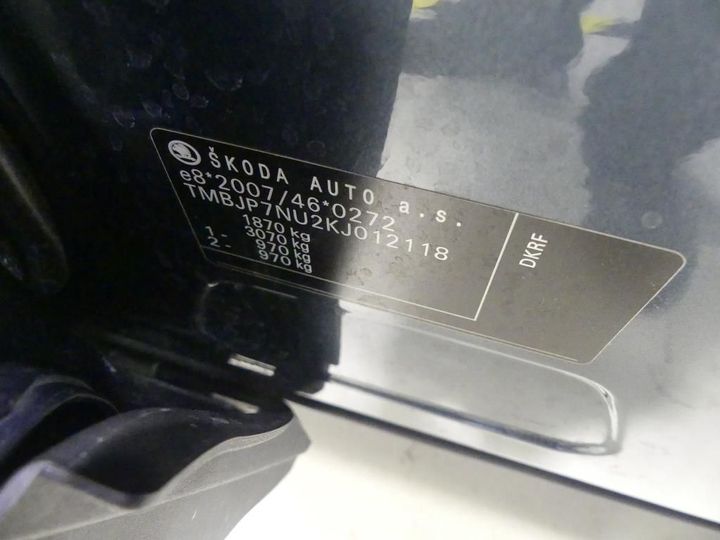 ŠKODA AUTO a.s.
e8*2007/46*0272
TMBJP7NU2KJ012118
1870 kg
3070 kg
1 - 970 kg
2 - 970 kg
DKRF